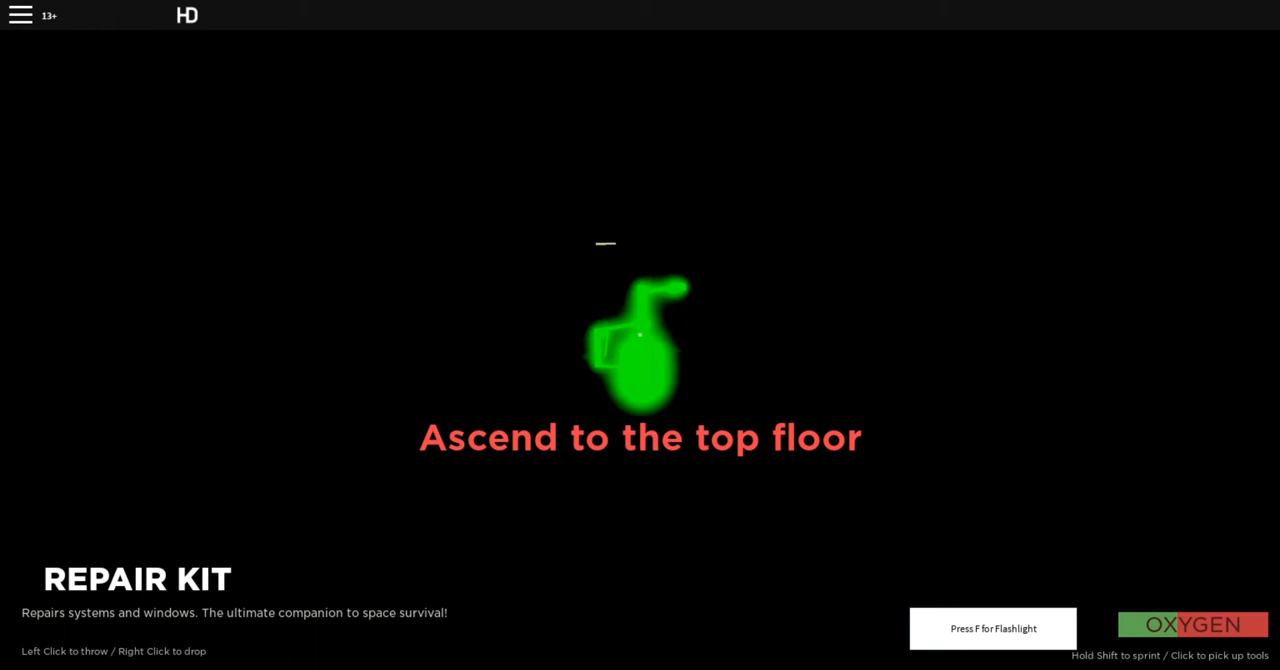 13+
HD
Ascend to the top floor
REPAIR KIT
Repairs systems and windows. The ultimate companion to space survival!
Press F for Flashlight
OXYGEN
Left Click to throw / Right Click to drop
Hold Shift to sprint / Click to pick up tools